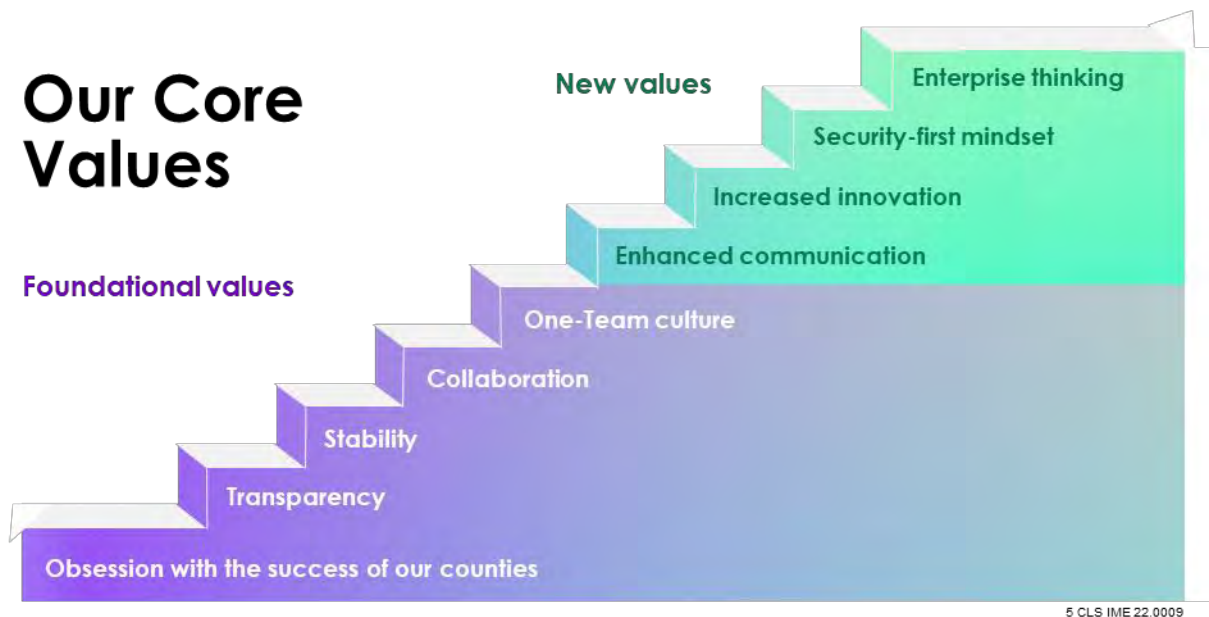 Our Core
Values
New values
Enterprise thinking
Security-first mindset
Increased innovation
Enhanced communication
Foundational values
One-Team culture
Collaboration
Stability
Transparency
Obsession with the success of our counties
5 CLS IME 22.0009